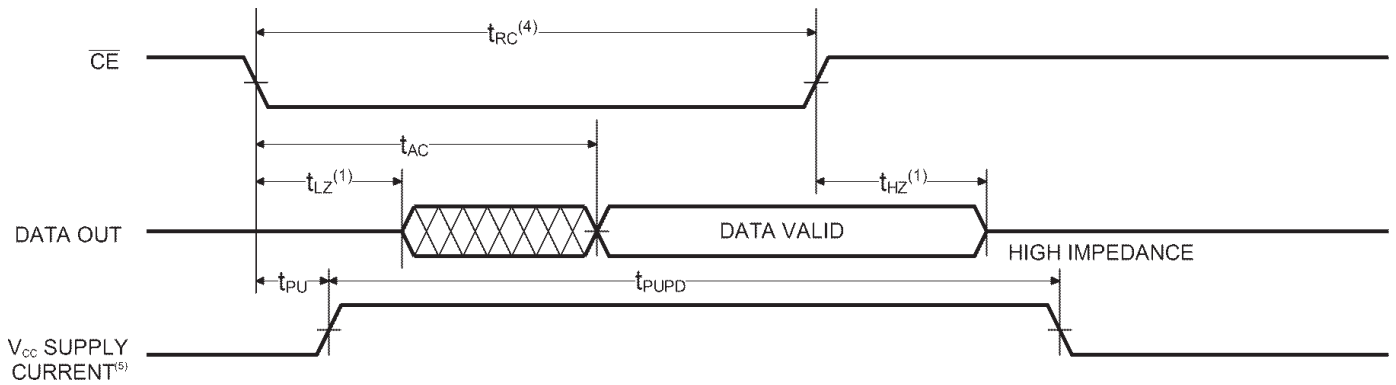 tRC(4)
CE
tAC
tLZ(1)
tHZ(1)
DATA OUT
DATA VALID
HIGH IMPEDANCE
tPU
tPUPD
Vcc SUPPLY
CURRENT(5)